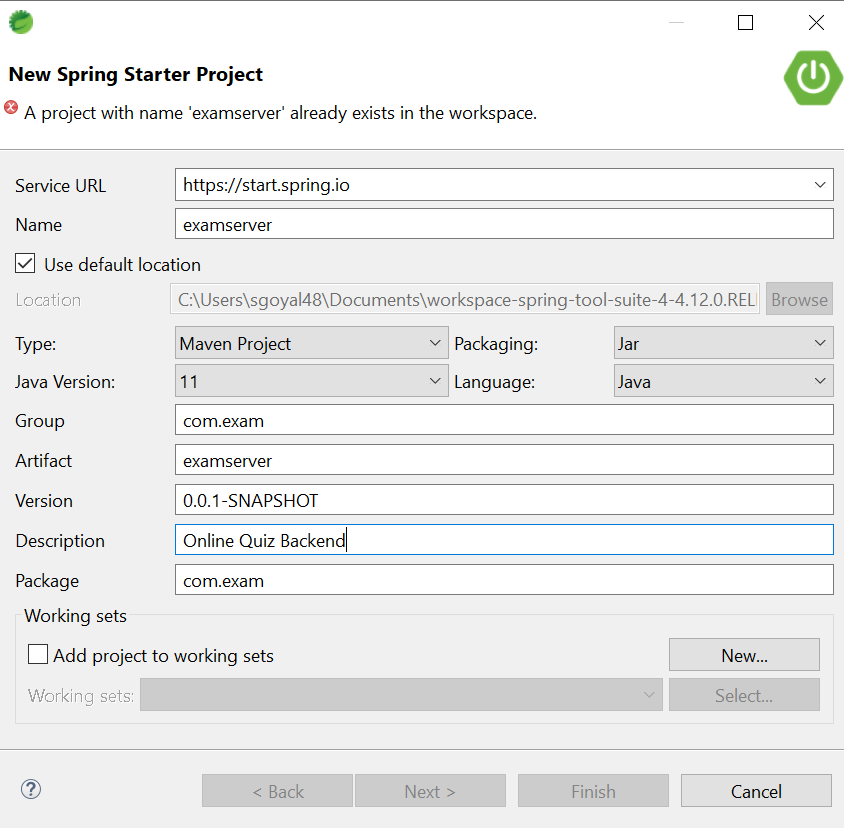 New Spring Starter Project
A project with name 'examserver' already exists in the workspace.
Service URL https://start.spring.io
Name examserver
Use default location
Location C:\Users\sgoyal48\Documents\workspace-spring-tool-suite-4-4.12.0.REL Browse
Type: Maven Project Packaging: Jar
Java Version: 11 Language: Java
Group com.exam
Artifact examserver
Version 0.0.1-SNAPSHOT
Description Online Quiz Backend
Package com.exam
Working sets
Add project to working sets New...
Working sets: Select...
? < Back Next > Finish Cancel